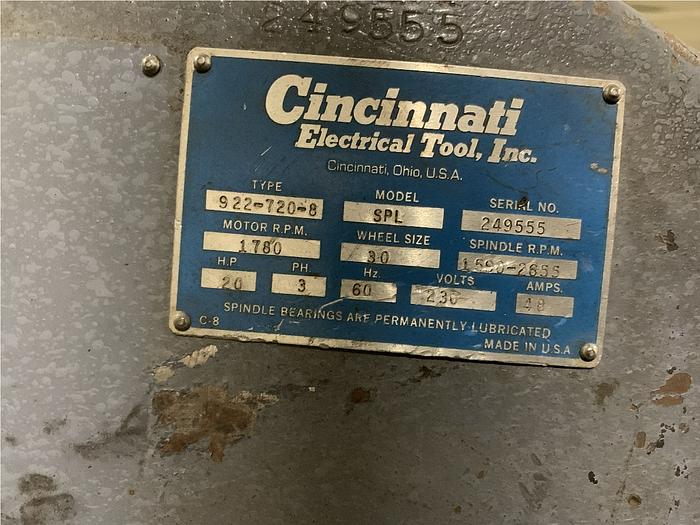 249555
Cincinnati
Electrical Tool, Inc.
Cincinnati, Ohio, U.S.A.
TYPE MODEL SERIAL NO.
922-720-8 SPL 249555
MOTOR R.P.M. WHEEL SIZE SPINDLE R.P.M.
1780 30 1590-2655
H.P. PH. Hz. VOLTS AMPS.
20 3 60 230 48
SPINDLE BEARINGS ARE PERMANENTLY LUBRICATED
C-8 MADE IN U.S.A